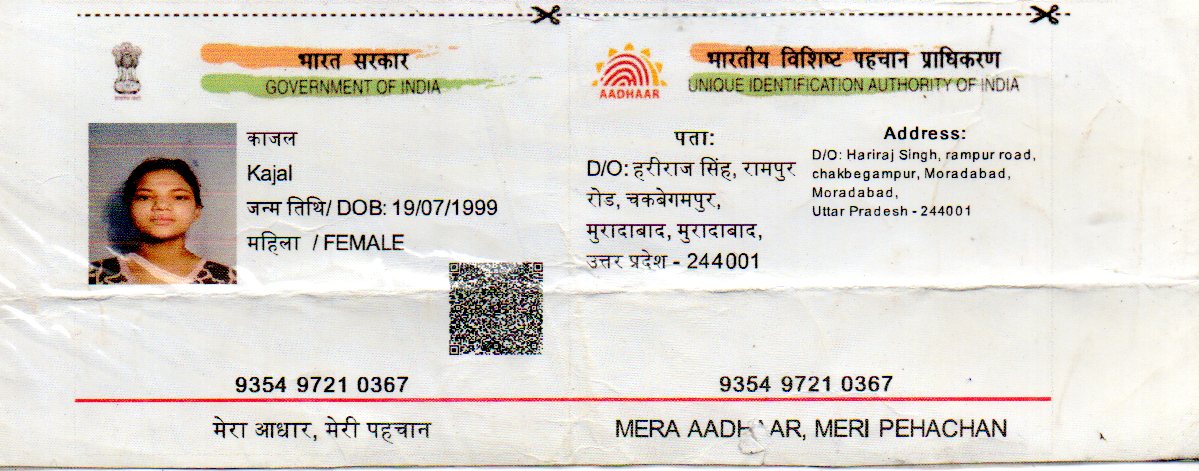 भारत सरकार
GOVERNMENT OF INDIA
काजल
Kajal
जन्म तिथि/ DOB: 19/07/1999
महिला / FEMALE
9354 9721 0367
मेरा आधार, मेरी पहचान
AADHAAR
भारतीय विशिष्ट पहचान प्राधिकरण
UNIQUE IDENTIFICATION AUTHORITY OF INDIA
पता:
D/O: हरीराज सिंह, रामपुर
रोड, चकबेगमपुर,
मुरादाबाद, मुरादाबाद,
उत्तर प्रदेश - 244001
Address:
D/O: Hariraj Singh, rampur road,
chakbegampur, Moradabad,
Moradabad,
Uttar Pradesh - 244001
9354 9721 0367
MERA AADHAAR, MERI PEHACHAN